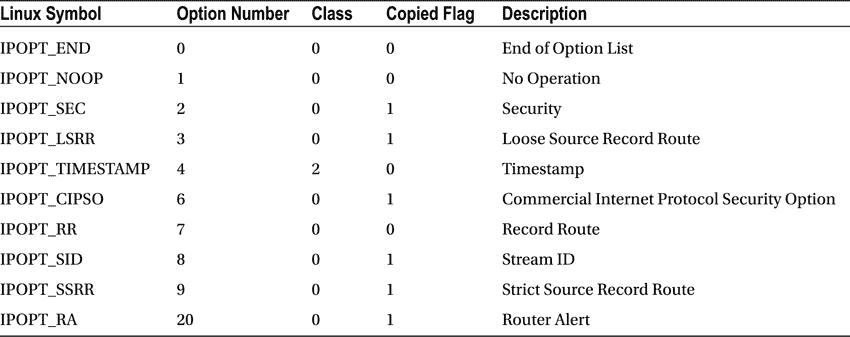 Linux Symbol Option Number Class Copied Flag Description
IPOPT_END 0 0 0 End of Option List
IPOPT_NOOP 1 0 0 No Operation
IPOPT_SEC 2 0 1 Security
IPOPT_LSRR 3 0 1 Loose Source Record Route
IPOPT_TIMESTAMP 4 2 0 Timestamp
IPOPT_CIPSO 6 0 1 Commercial Internet Protocol Security Option
IPOPT_RR 7 0 0 Record Route
IPOPT_SID 8 0 1 Stream ID
IPOPT_SSRR 9 0 1 Strict Source Record Route
IPOPT_RA 20 0 1 Router Alert